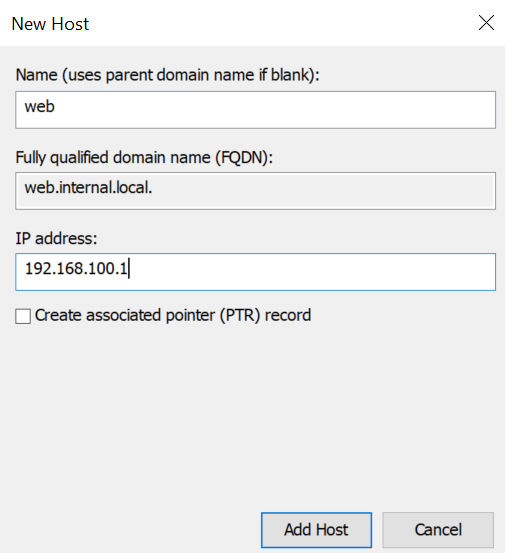 New Host
Name (uses parent domain name if blank):
web
Fully qualified domain name (FQDN):
web.internal.local.
IP address:
192.168.100.1
Create associated pointer (PTR) record
Add Host
Cancel